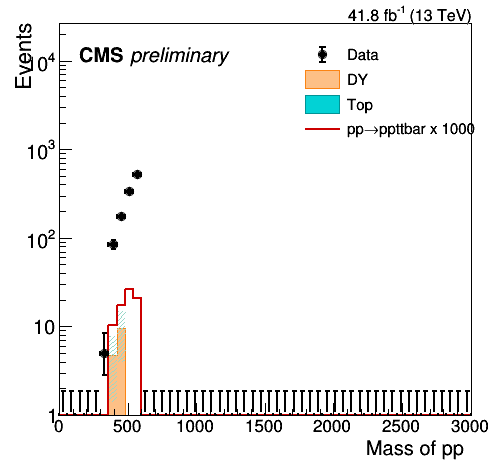 41.8 fb⁻¹ (13 TeV)
Events
CMS preliminary
Data
DY
Top
pp→ppttbar x 1000
10⁴
10³
10²
10
1
0 500 1000 1500 2000 2500 3000
Mass of pp